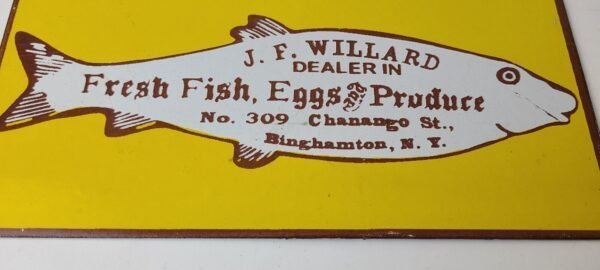 J. F. WILLARD
DEALER IN
Fresh Fish, Eggs and Produce
No. 309 Chanango St.,
Binghamton, N. Y.